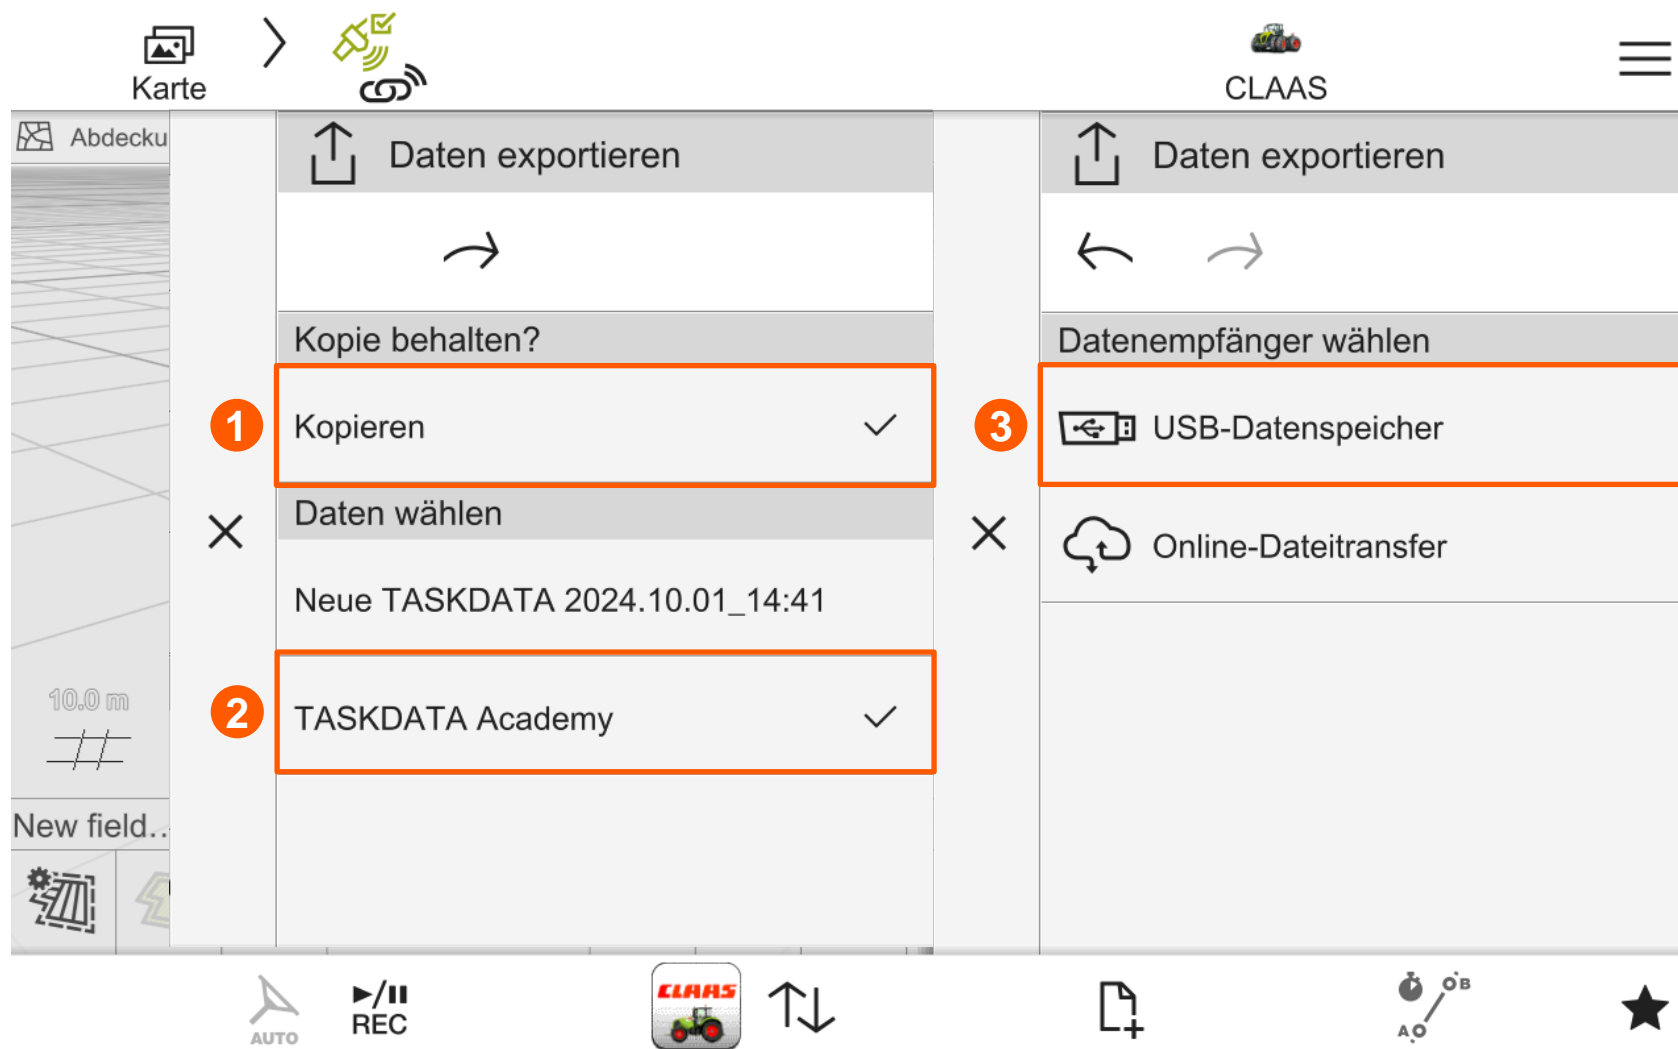 Karte
CLAAS
Abdecku
Daten exportieren
Kopie behalten?
1
Kopieren
Daten wählen
Neue TASKDATA 2024.10.01_14:41
2
TASKDATA Academy
Daten exportieren
Datenempfänger wählen
3
USB-Datenspeicher
Online-Dateitransfer
10.0 m
New field..
AUTO
REC
CLAAS
A
B